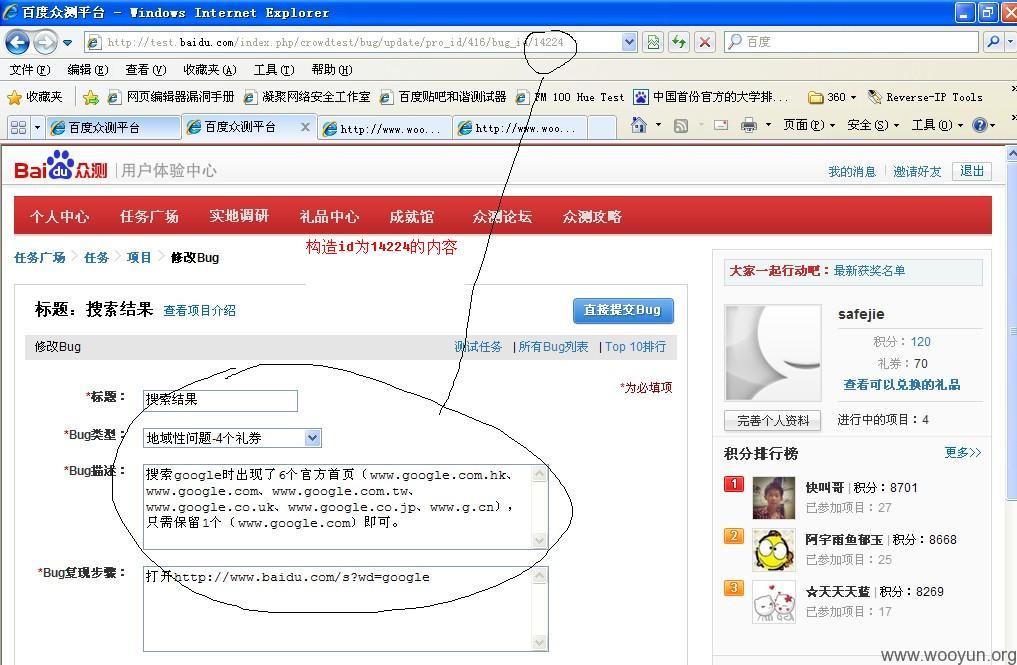 百度众测平台 - Windows Internet Explorer
http://test.baidu.com/index.php/crowdtest/bug/update/pro_id/416/bug_id/14224
百度
文件(F) 编辑(E) 查看(V) 收藏夹(A) 工具(T) 帮助(H)
收藏夹 网页编辑器漏洞手册 凝聚网络安全工作室 百度贴吧和谐测试器 FM 100 Hue Test 中国首份官方的大学排... 360 Reverse-IP Tools
百度众测平台 百度众测平台 http://www.woo... http://www.woo... 页面(P) 安全(S) 工具(O)
Bai du 众测 用户体验中心
我的消息 邀请好友 退出
个人中心 任务广场 实地调研 礼品中心 成就馆 众测论坛 众测攻略
构造id为14224的内容
任务广场 > 任务 > 项目 > 修改Bug
标题：搜索结果 查看项目介绍 直接提交Bug
修改Bug 测试任务 |所有Bug列表 |Top 10排行
*为必填项
*标题： 搜索结果
*Bug类型： 地域性问题-4个礼券
*Bug描述： 搜索google时出现了6个官方首页（www.google.com.hk、
www.google.com、www.google.com.tw、
www.google.co.uk、www.google.co.jp、www.g.cn），
只需保留1个（www.google.com）即可。
*Bug复现步骤： 打开http://www.baidu.com/s?wd=google
大家一起行动吧：最新获奖名单
safejie
积分：120
礼券：70
查看可以兑换的礼品
完善个人资料 进行中的项目：4
积分排行榜 更多>>
1 快叫哥 | 积分：8701
已参加项目：27
2 阿宇雨鱼郁玉 | 积分：8668
已参加项目：25
3 ☆天天天蓝 | 积分：8269
已参加项目：17
www.wooyun.org